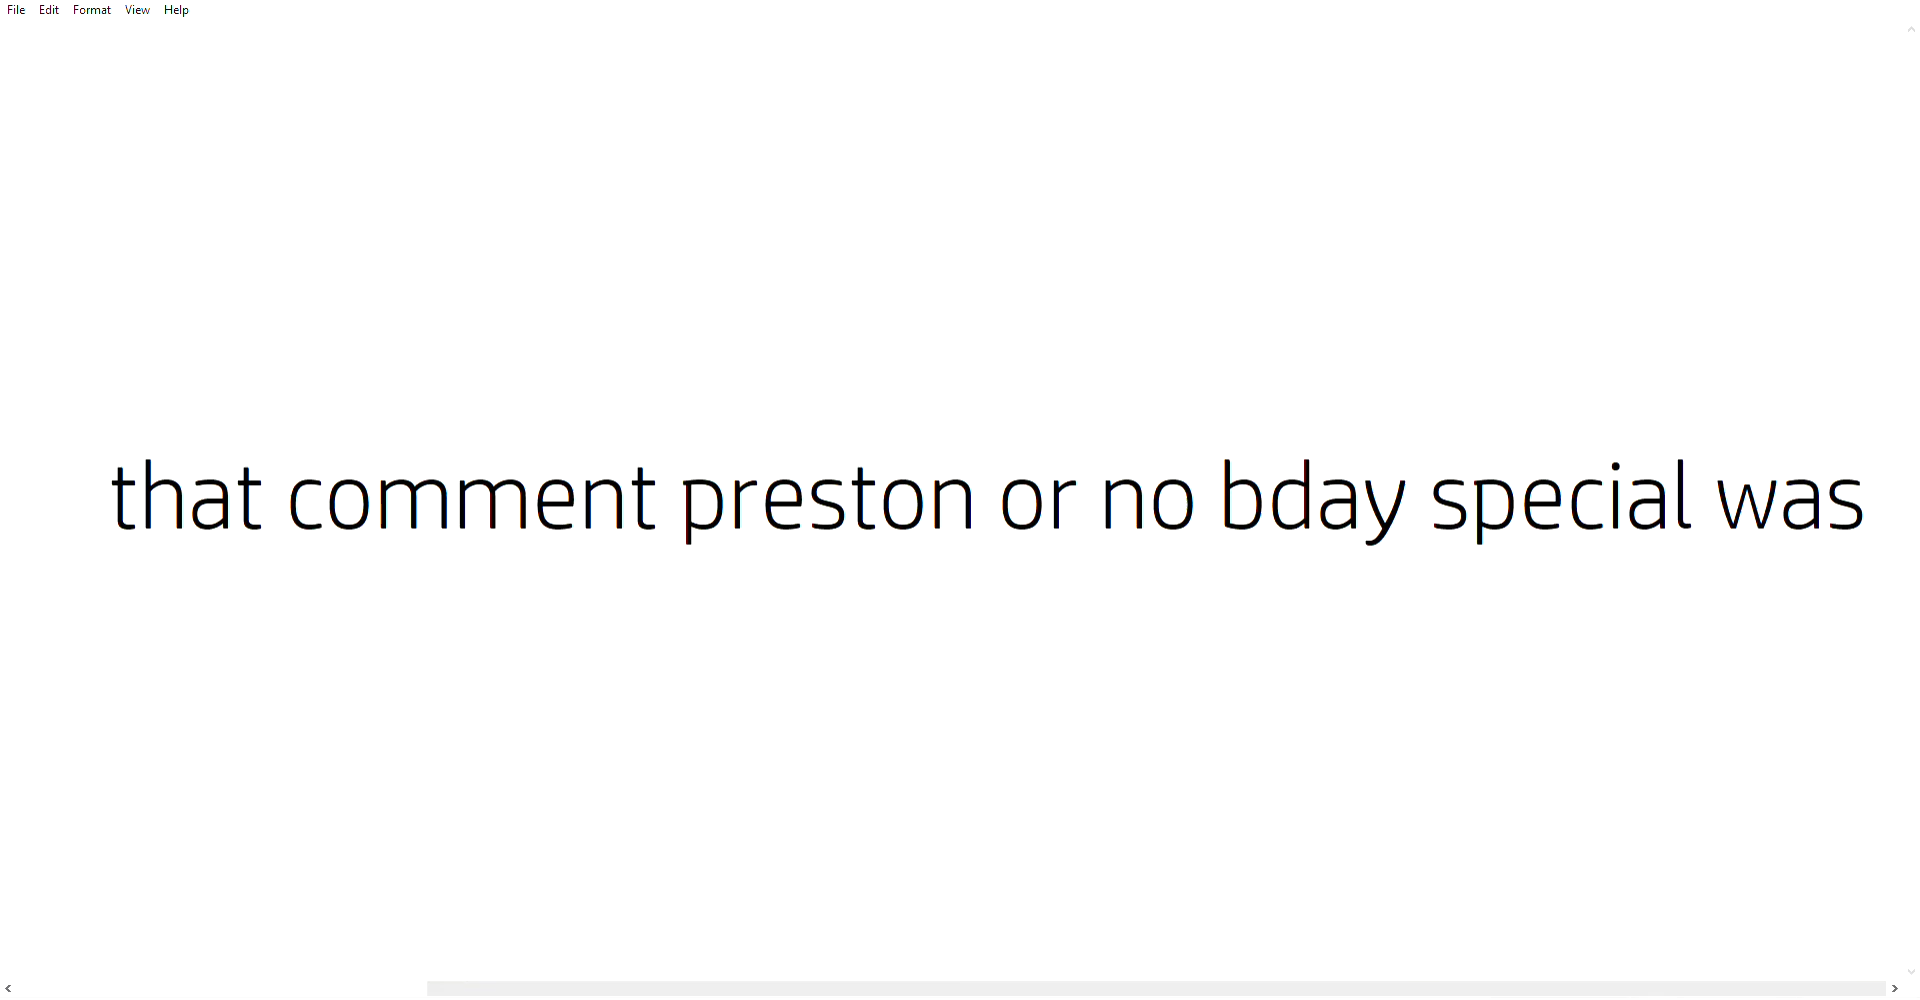 File Edit Format View Help
that comment preston or no bday special was